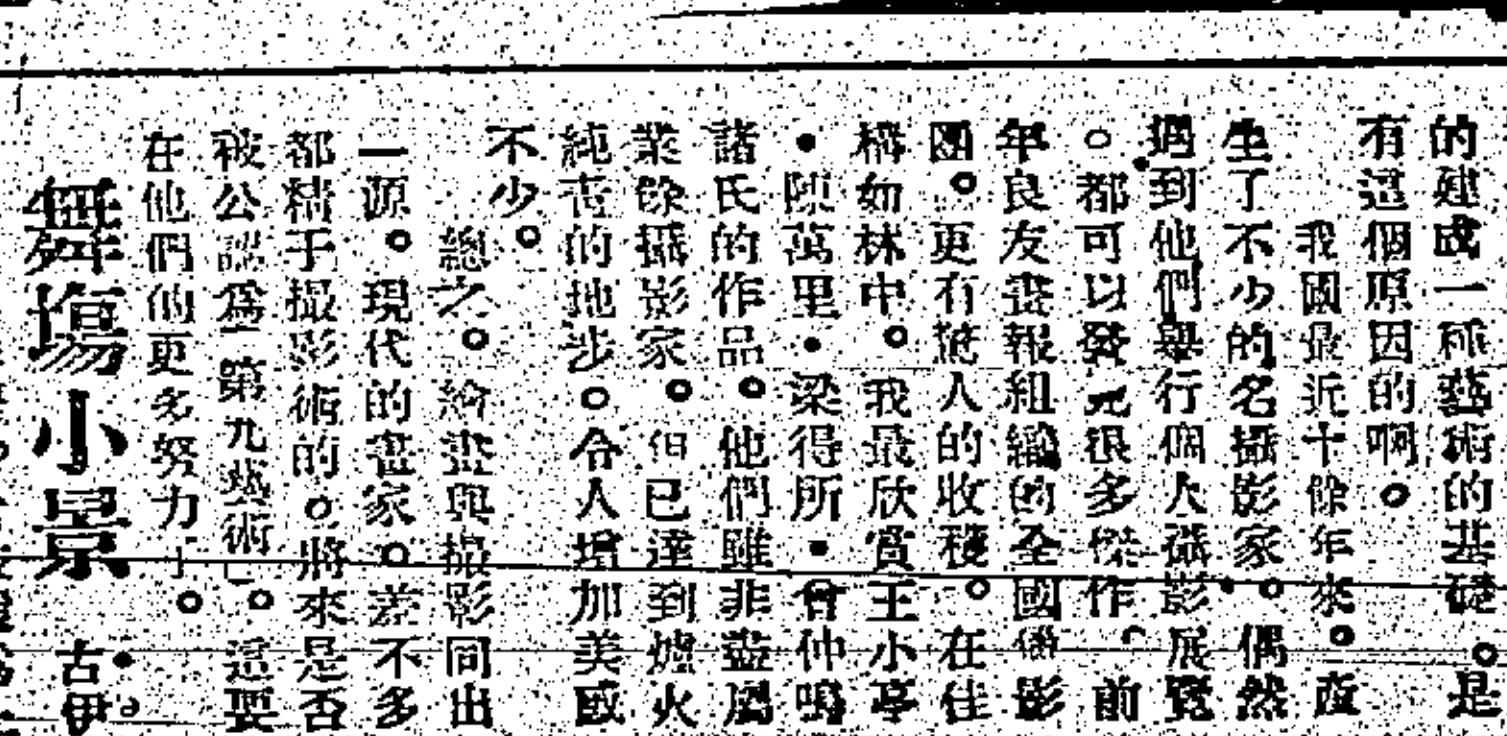 的建成一種藝術的基礎。是
有這個原因的啊。
我國最近十餘年來。產
生了不少的名攝影家。偶然
遇到他們舉行個人攝影展覽
。都可以發見很多傑作。前
年良友畫報組織的全國攝影
團。更有驚人的收穫。在佳
構如林中。我最欣賞王小亭
•陳萬里•梁得所•曾仲鳴
諸氏的作品。他們雖非盡屬
業餘攝影家。但已達到爐火
純青的地步。令人增加美感
不少。
總之。繪畫與攝影同出
一源。現代的畫家。差不多
都精于攝影術的。將來是否
被公認爲「第九藝術」。這要
在他們的更多努力了。
舞場小景 古伊